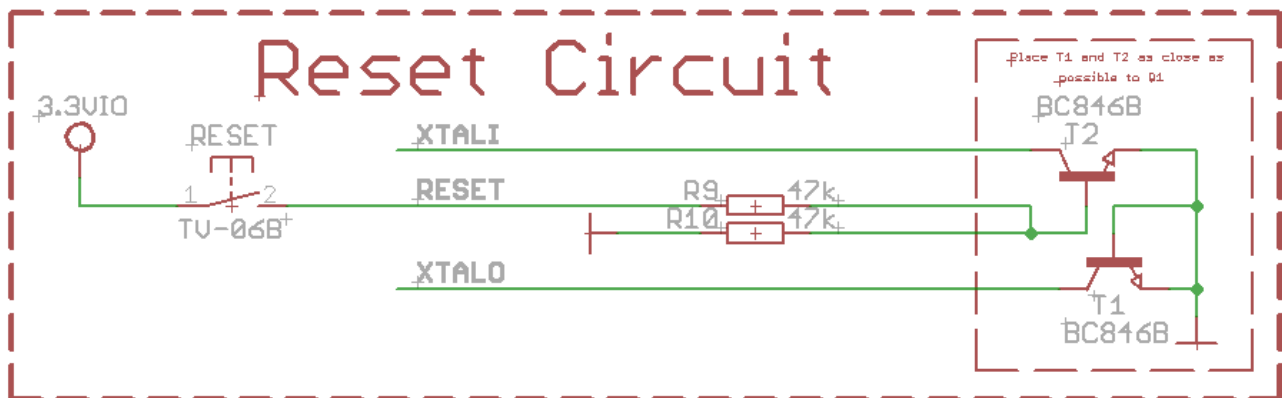 Reset Circuit
Place T1 and T2 as close as
possible to Q1
3.3VIO
RESET
XTALI
BC846B
T2
1
2
RESET
R9
47k
TV-06B
R10
47k
XTALO
T1
BC846B